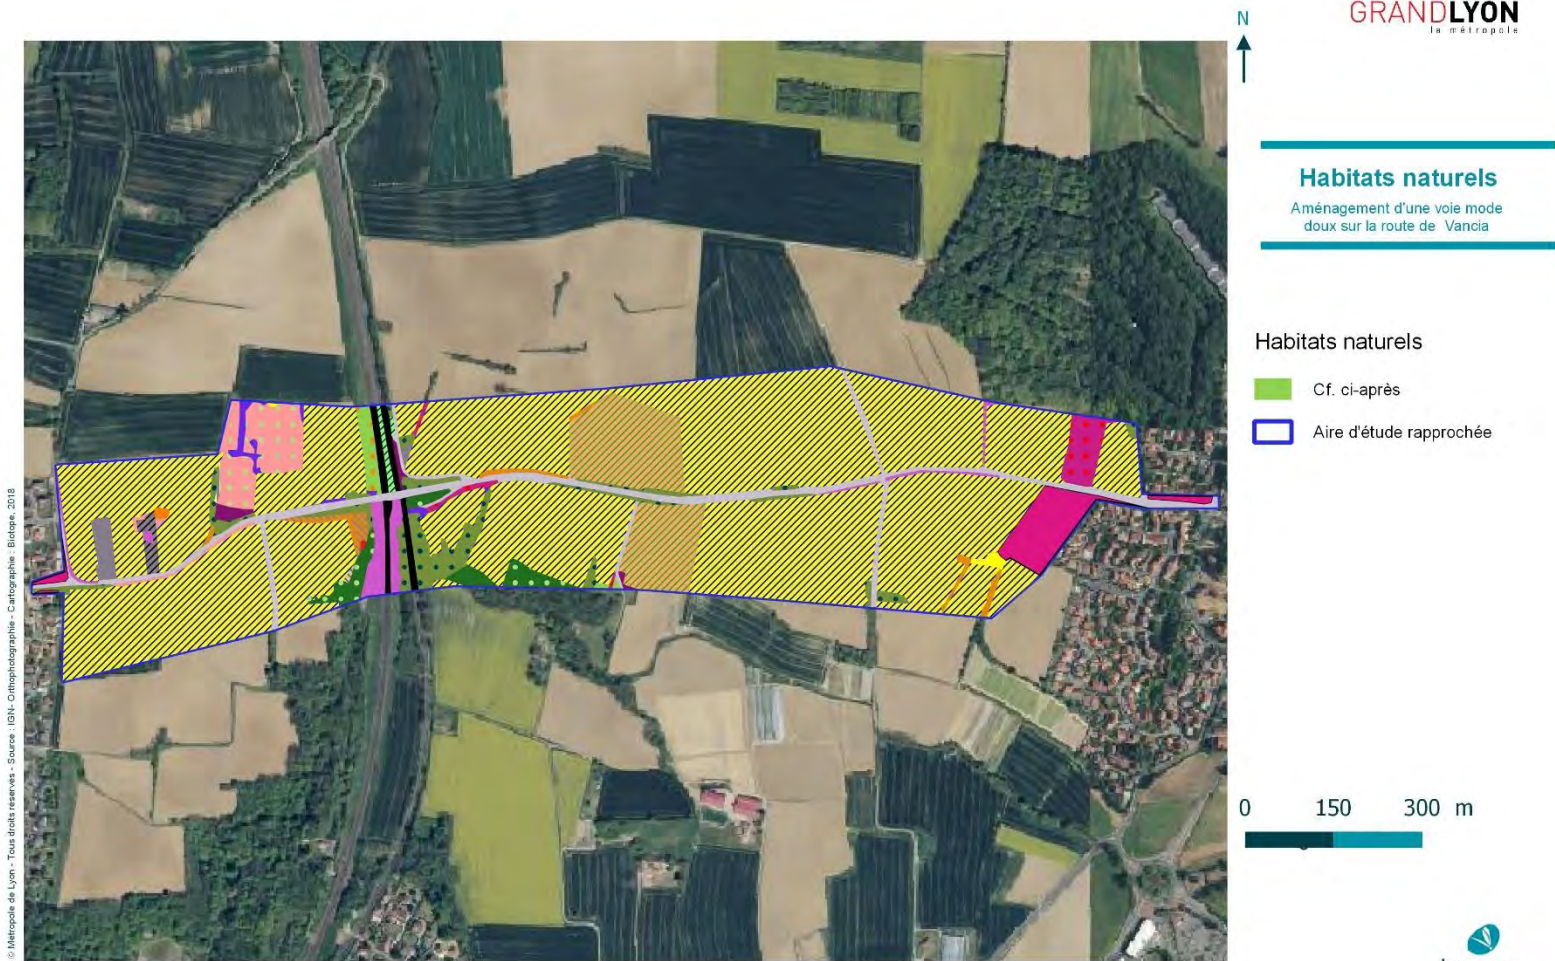 GRANDLYON
la métropole
N
Habitats naturels
Aménagement d'une voie mode
doux sur la route de Vancia
Habitats naturels
Cf. ci-après
Aire d'étude rapprochée
0 150 300 m
© Métropole de Lyon - Tous droits réservés - Source : IGN- Orthophotographie - Cartographie : Biotope, 2018